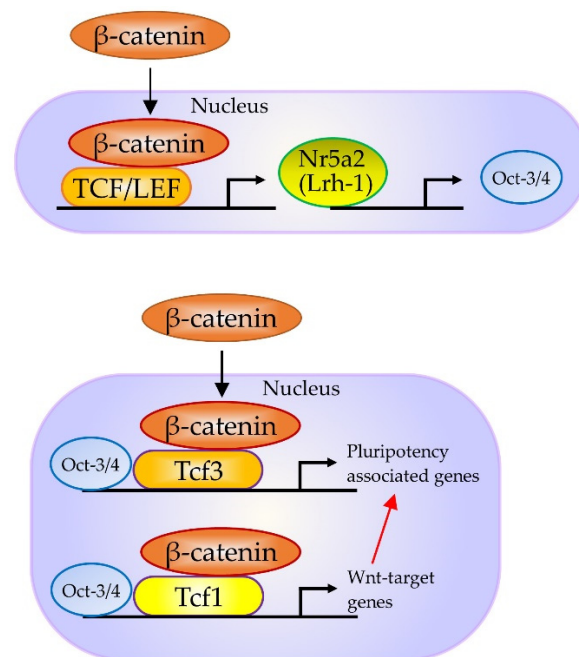 β-catenin
Nucleus
β-catenin
TCF/LEF
Nr5a2
(Lrh-1)
Oct-3/4
β-catenin
Nucleus
β-catenin
Oct-3/4
Tcf3
Pluripotency
associated genes
β-catenin
Oct-3/4
Tcf1
Wnt-target
genes